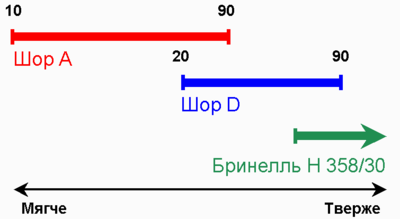 10 90
Шор A
20 90
Шор D
Бринелль H 358/30
Мягче Тверже